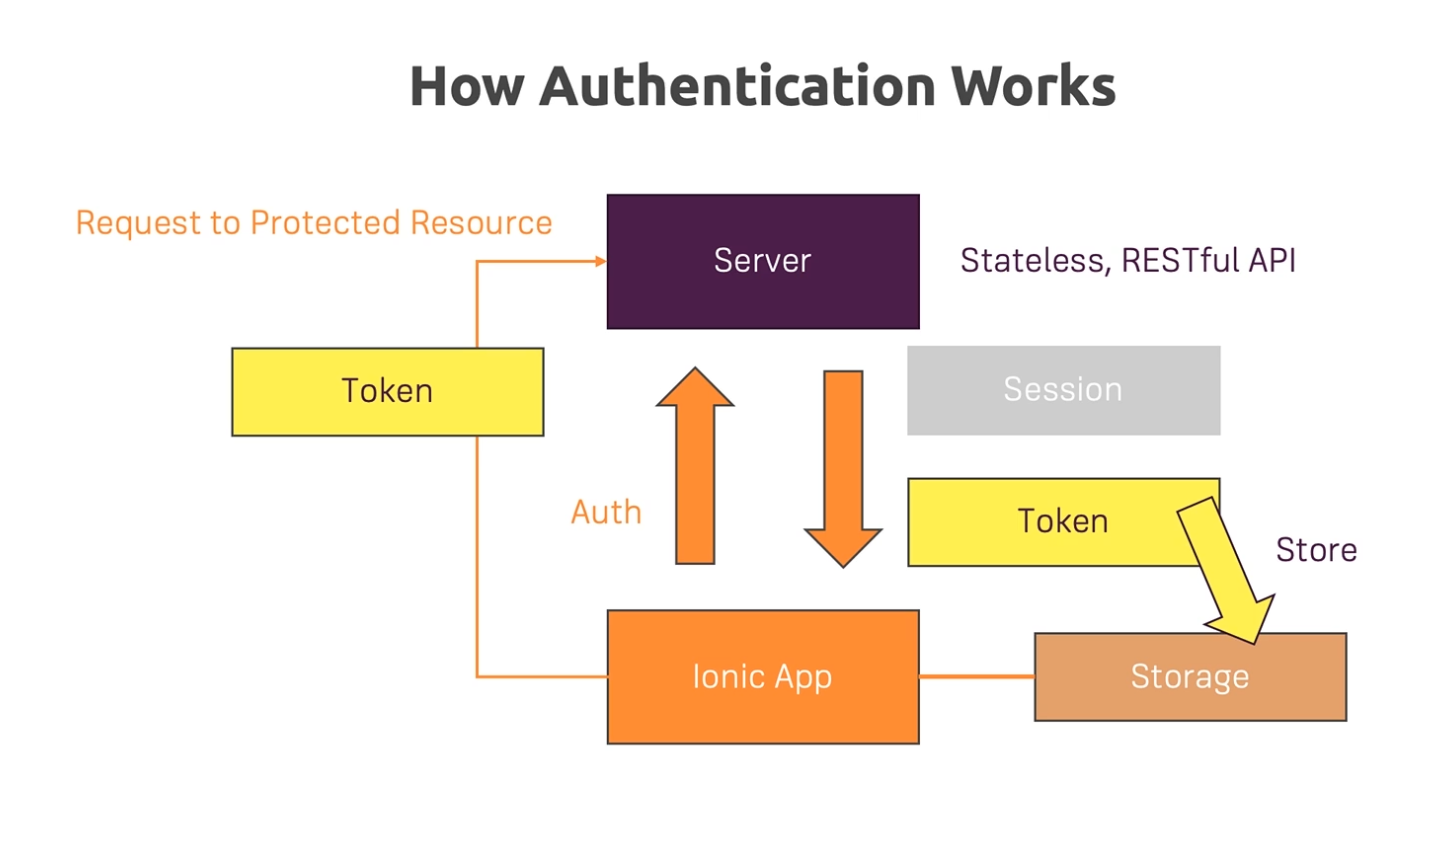 How Authentication Works
Request to Protected Resource
Server
Stateless, RESTful API
Token
Session
Auth
Token
Store
Ionic App
Storage